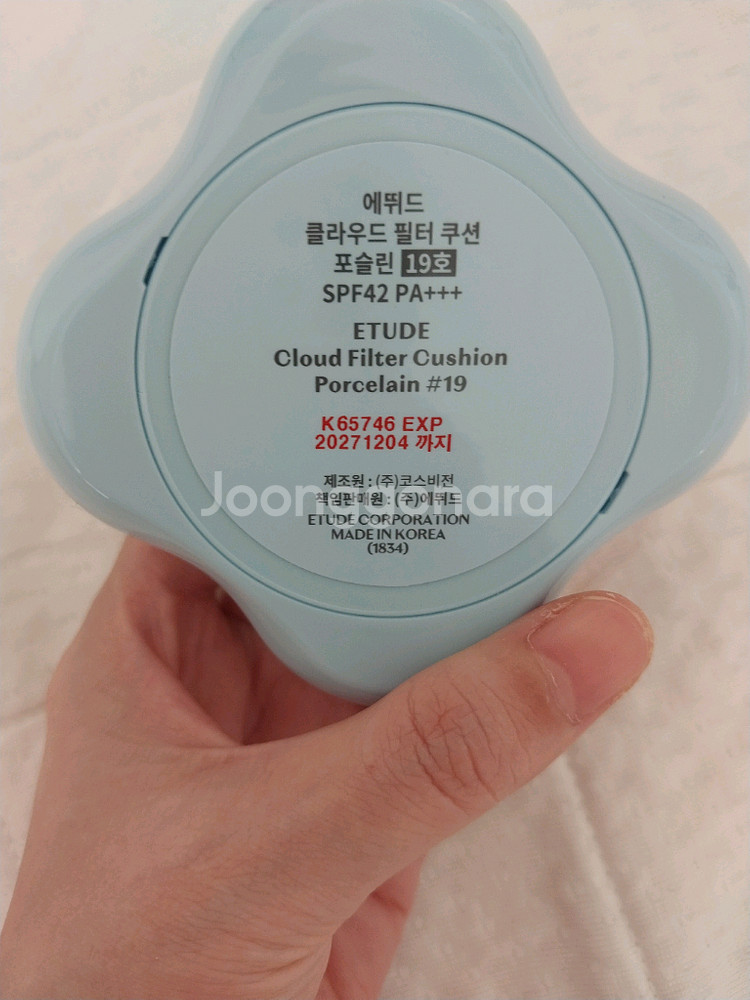 에뛰드
클라우드 필터 쿠션
포슬린 19호
SPF42 PA+++
ETUDE
Cloud Filter Cushion
Porcelain #19
K65746 EXP
20271204 까지
제조원 : (주)코스비전
책임판매원 : (주)에뛰드
Joonggonara
ETUDE CORPORATION
MADE IN KOREA
(1834)